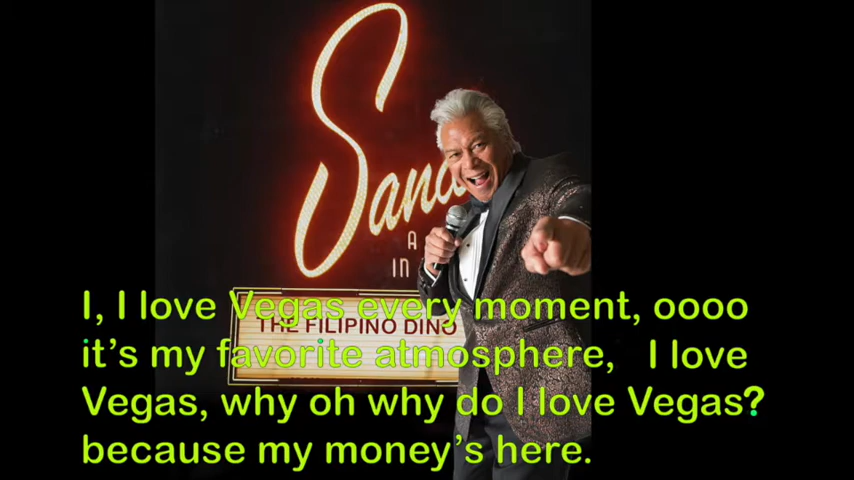 Sand
A
IN
THE FILIPINO DINO
I, I love Vegas every moment, oooo
it's my favorite atmosphere, I love
Vegas, why oh why do I love Vegas?
because my money's here.